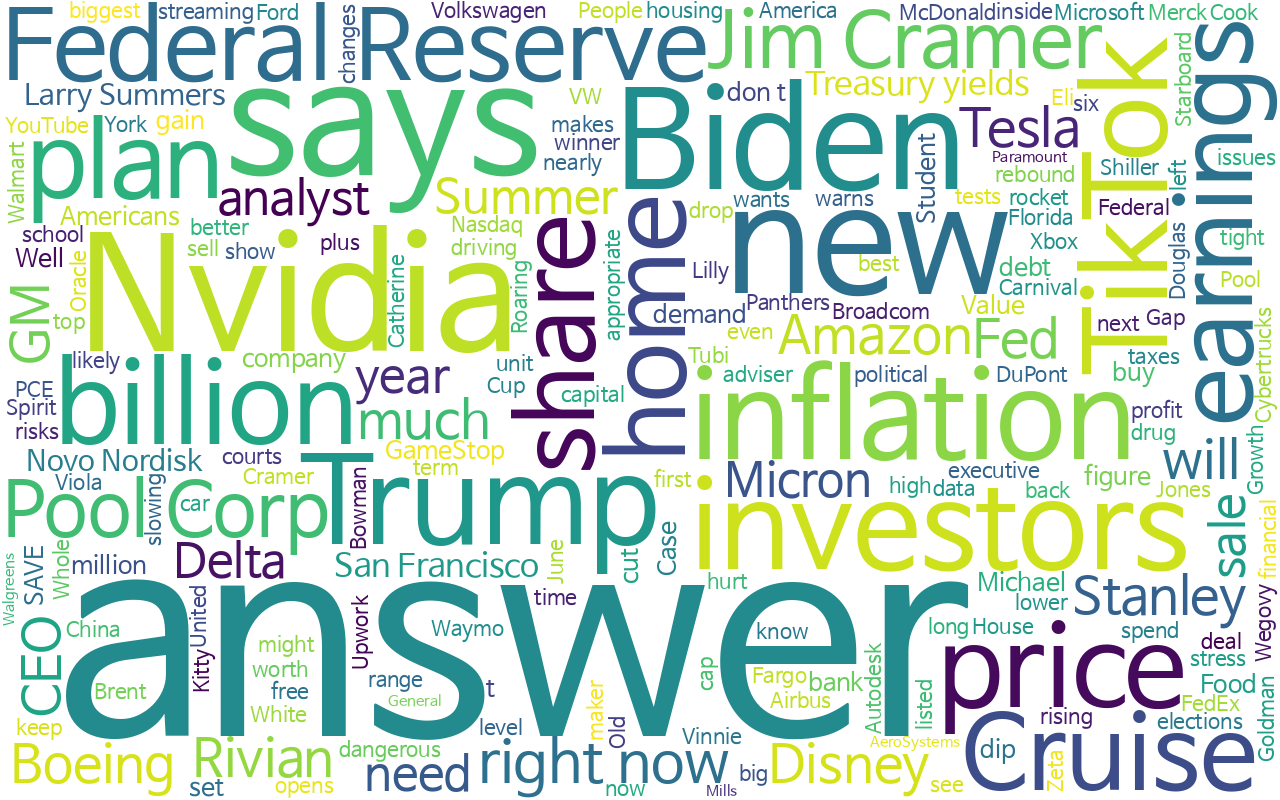 biggest
streaming
Ford
Volkswagen
People
housing
America
McDonaldinside
Microsoft
Merck
Cook
Federal Reserve
changes
Jim Cramer
earnings
TikTok
Starboard
Larry Summers
says
VW
Biden
don t
Treasury yields
Eli
six
YouTube
York
gain
makes
winner
nearly
Tesla
Paramount
Walmart
plan
analyst
Summer
rebound
Shiller
left
issues
Student
tests
rocket
Americans
school
better
drop
wants
warns
Florida
Federal
Well
sell
show
plus
Nasdaq
driving
share
home
new
Xbox
tight
Nvidia
Catherine
Roaring
appropriate
Lilly
best
debt
Carnival
Douglas
Pool
Oracle
GM
top
demand
Panthers
Broadcom
Value
next
Gap
even
Amazon
Fed
likely
company
unit
Tubi
taxes
Cybertrucks
PCE
billion
year
Cup
capital
adviser
political
DuPont
buy
Spirit
risks
much
inflation
profit
drug
courts
GameStop
Novo Nordisk
Cramer
term
first
Micron
executive
will
Growth
Viola
Trump
high
data
back
figure
Jones
Pool Corp
car
slowing
Bowman
investors
sale
financial
Walgreens
SAVE
Whole
million
Delta
San Francisco
June
cut
Case
hurt
Michael
lower
Stanley
Wegovy
CEO
answer
time
China
Kitty
United
Upwork
Waymo
know
long
House
spend
deal
stress
might
worth
price
Brent
free
range
t
cap
Fargo
bank
Airbus
Autodesk
listed
Food
FedEx
Goldman
White
General
level
maker
Old
keep
rising
elections
Boeing
Rivian
dangerous
right now
Vinnie
AeroSystems
Cruise
dip
set
opens
need
now
big
Mills
Disney
see
Zeta